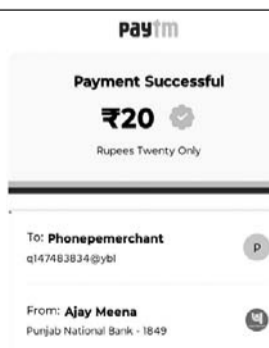 paytm
Payment Successful
₹20
Rupees Twenty Only
To: Phonepemerchant
q147483834@ybl
P
From: Ajay Meena
Punjab National Bank - 1849